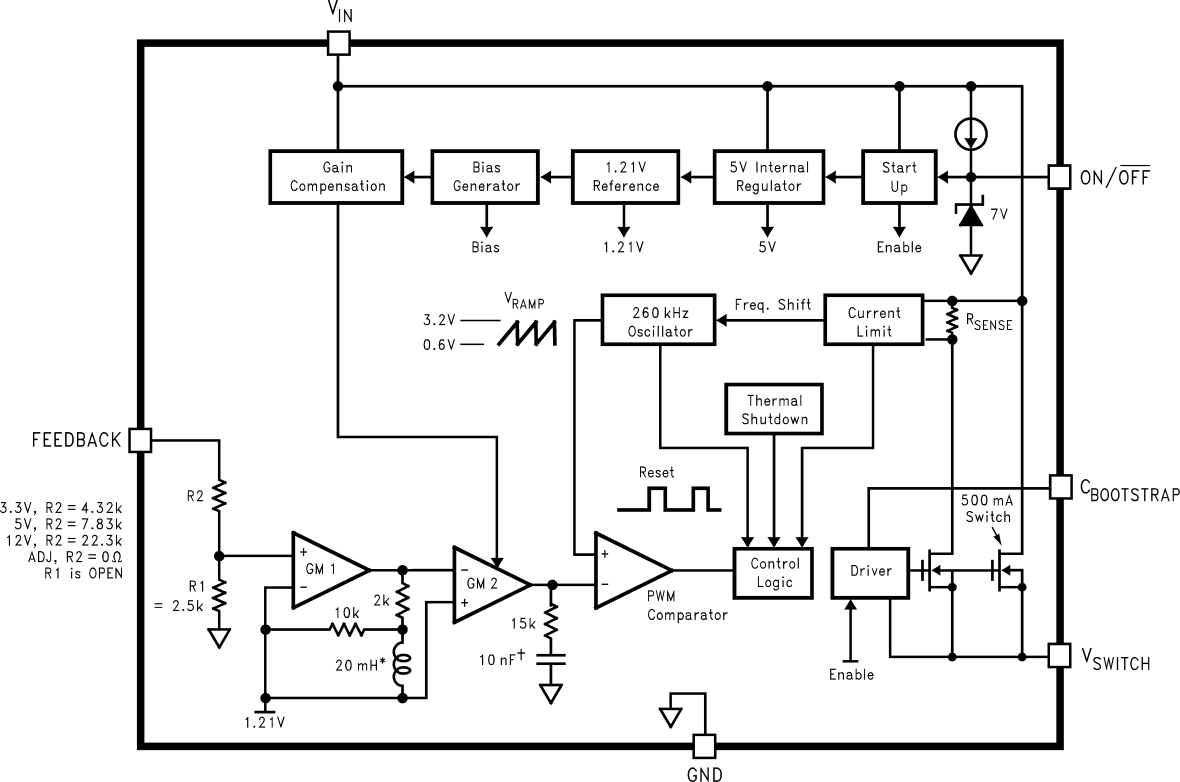 VIN
Gain
Compensation
Bias
Generator
1.21V
Reference
5V Internal
Regulator
Start
Up
ON/OFF
7V
Bias
1.21V
5V
Enable
VRAMP
3.2V
0.6V
260 kHz
Oscillator
Freq. Shift
Current
Limit
RSENSE
Thermal
Shutdown
FEEDBACK
Reset
R2
3.3V, R2 = 4.32k
5V, R2 = 7.83k
12V, R2 = 22.3k
ADJ, R2 = 0Ω
R1 is OPEN
R1
= 2.5k
CBOOTSTRAP
500 mA
Switch
+
GM 1
−
−
GM 2
+
+
−
PWM
Comparator
Control
Logic
Driver
2k
10k
20 mH*
15k
10 nF†
1.21V
Enable
VSWITCH
GND